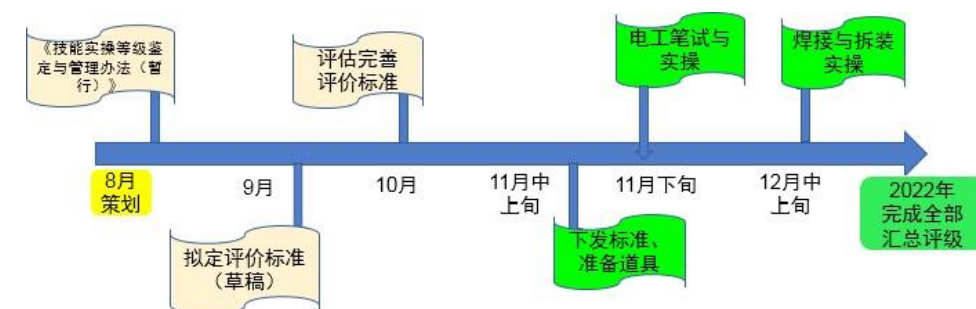 《技能实操等级鉴
定与管理办法（暂
行）》
评估完善
评价标准
电工笔试与
实操
焊接与拆装
实操
8月
策划
9月
10月
11月中
上旬
11月下旬
12月中
上旬
2022年
完成全部
汇总评级
拟定评价标准
（草稿）
下发标准、
准备道具